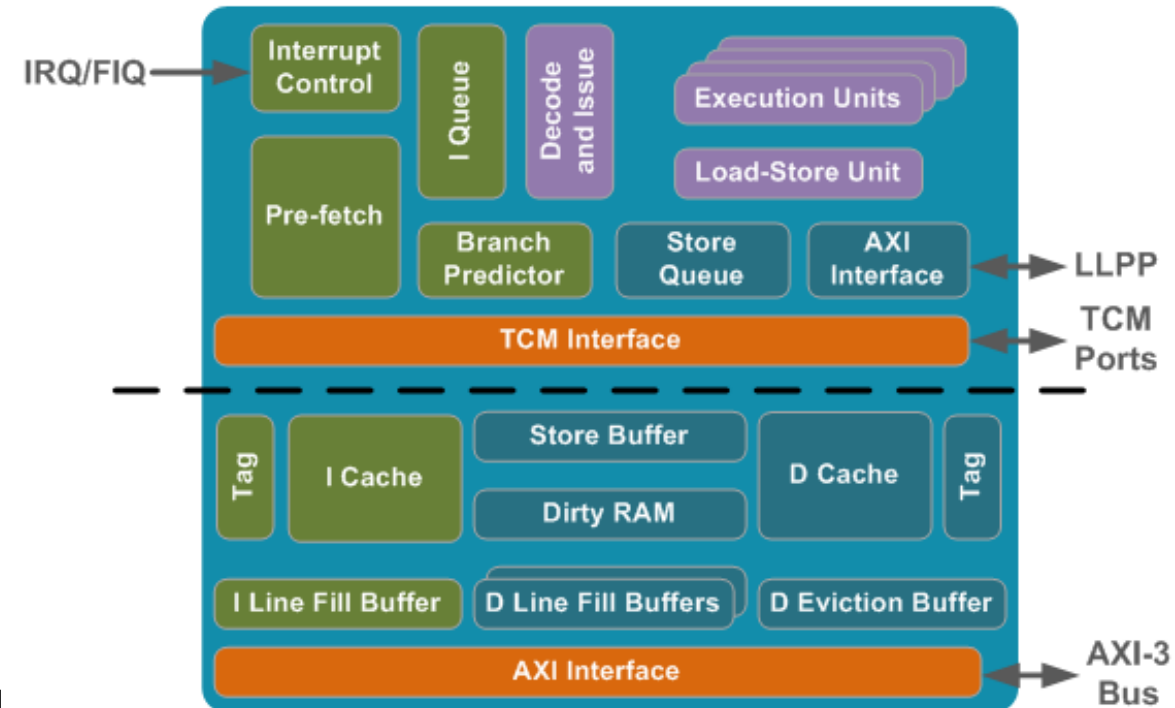 IRQ/FIQ
Interrupt
Control
I Queue
Decode
and Issue
Execution Units
Load-Store Unit
Pre-fetch
Branch
Predictor
Store
Queue
AXI
Interface
LLPP
TCM Interface
TCM
Ports
Tag
I Cache
Store Buffer
Dirty RAM
D Cache
Tag
I Line Fill Buffer
D Line Fill Buffers
D Eviction Buffer
AXI Interface
AXI-3
Bus